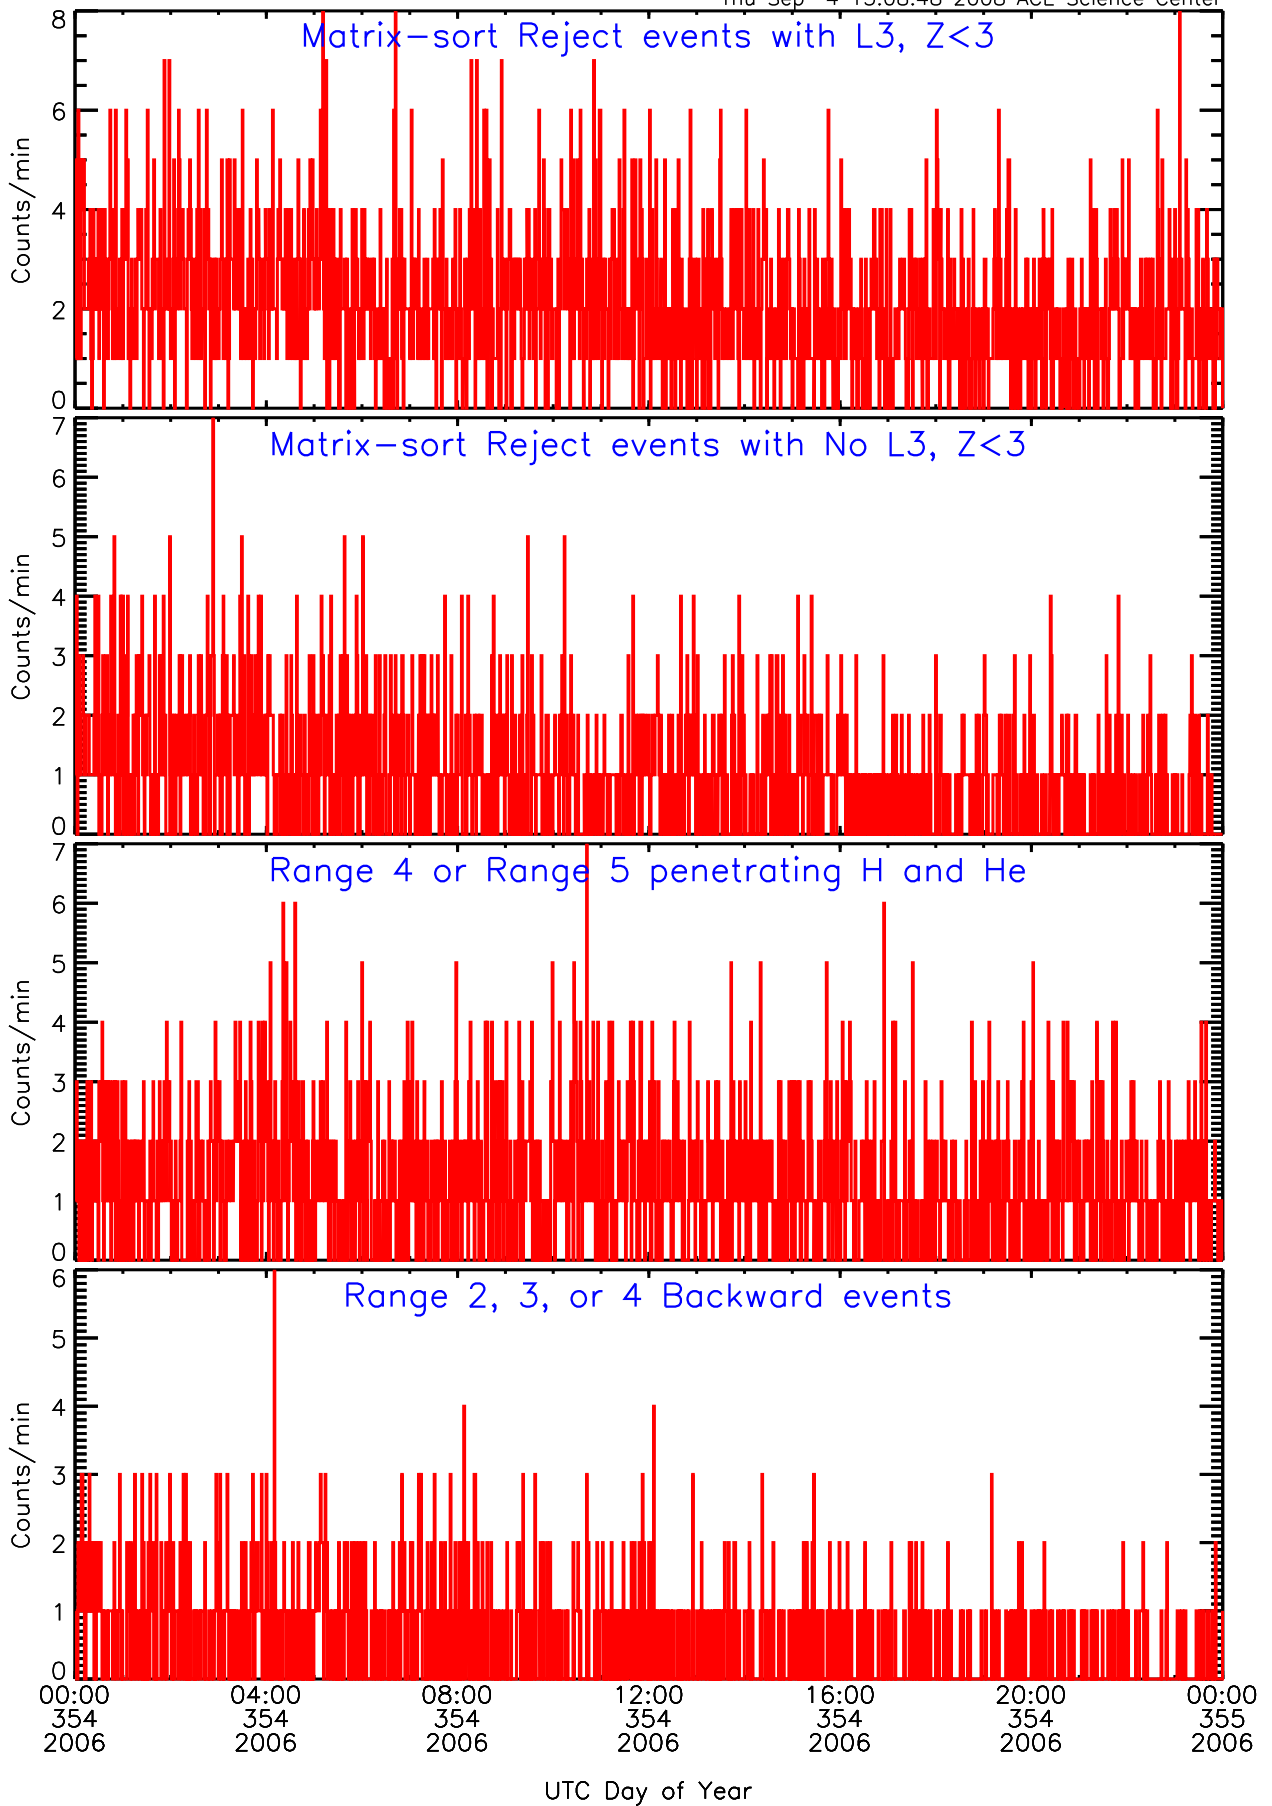 8
Matrix-sort Reject events with L3, Z<3
6
4
2
0
Counts/min
7
Matrix-sort Reject events with No L3, Z<3
6
5
4
3
2
1
0
Counts/min
7
Range 4 or Range 5 penetrating H and He
6
5
4
3
2
1
0
Counts/min
6
Range 2, 3, or 4 Backward events
5
4
3
2
1
0
Counts/min
00:00 04:00 08:00 12:00 16:00 20:00 00:00
354 354 354 354 354 354 355
2006 2006 2006 2006 2006 2006 2006
UTC Day of Year